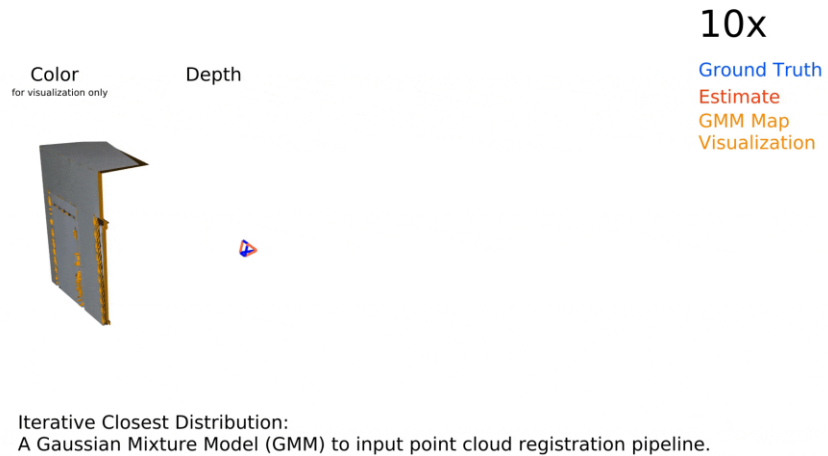 10x
Color
Depth
for visualization only
Ground Truth
Estimate
GMM Map
Visualization
Iterative Closest Distribution:
A Gaussian Mixture Model (GMM) to input point cloud registration pipeline.